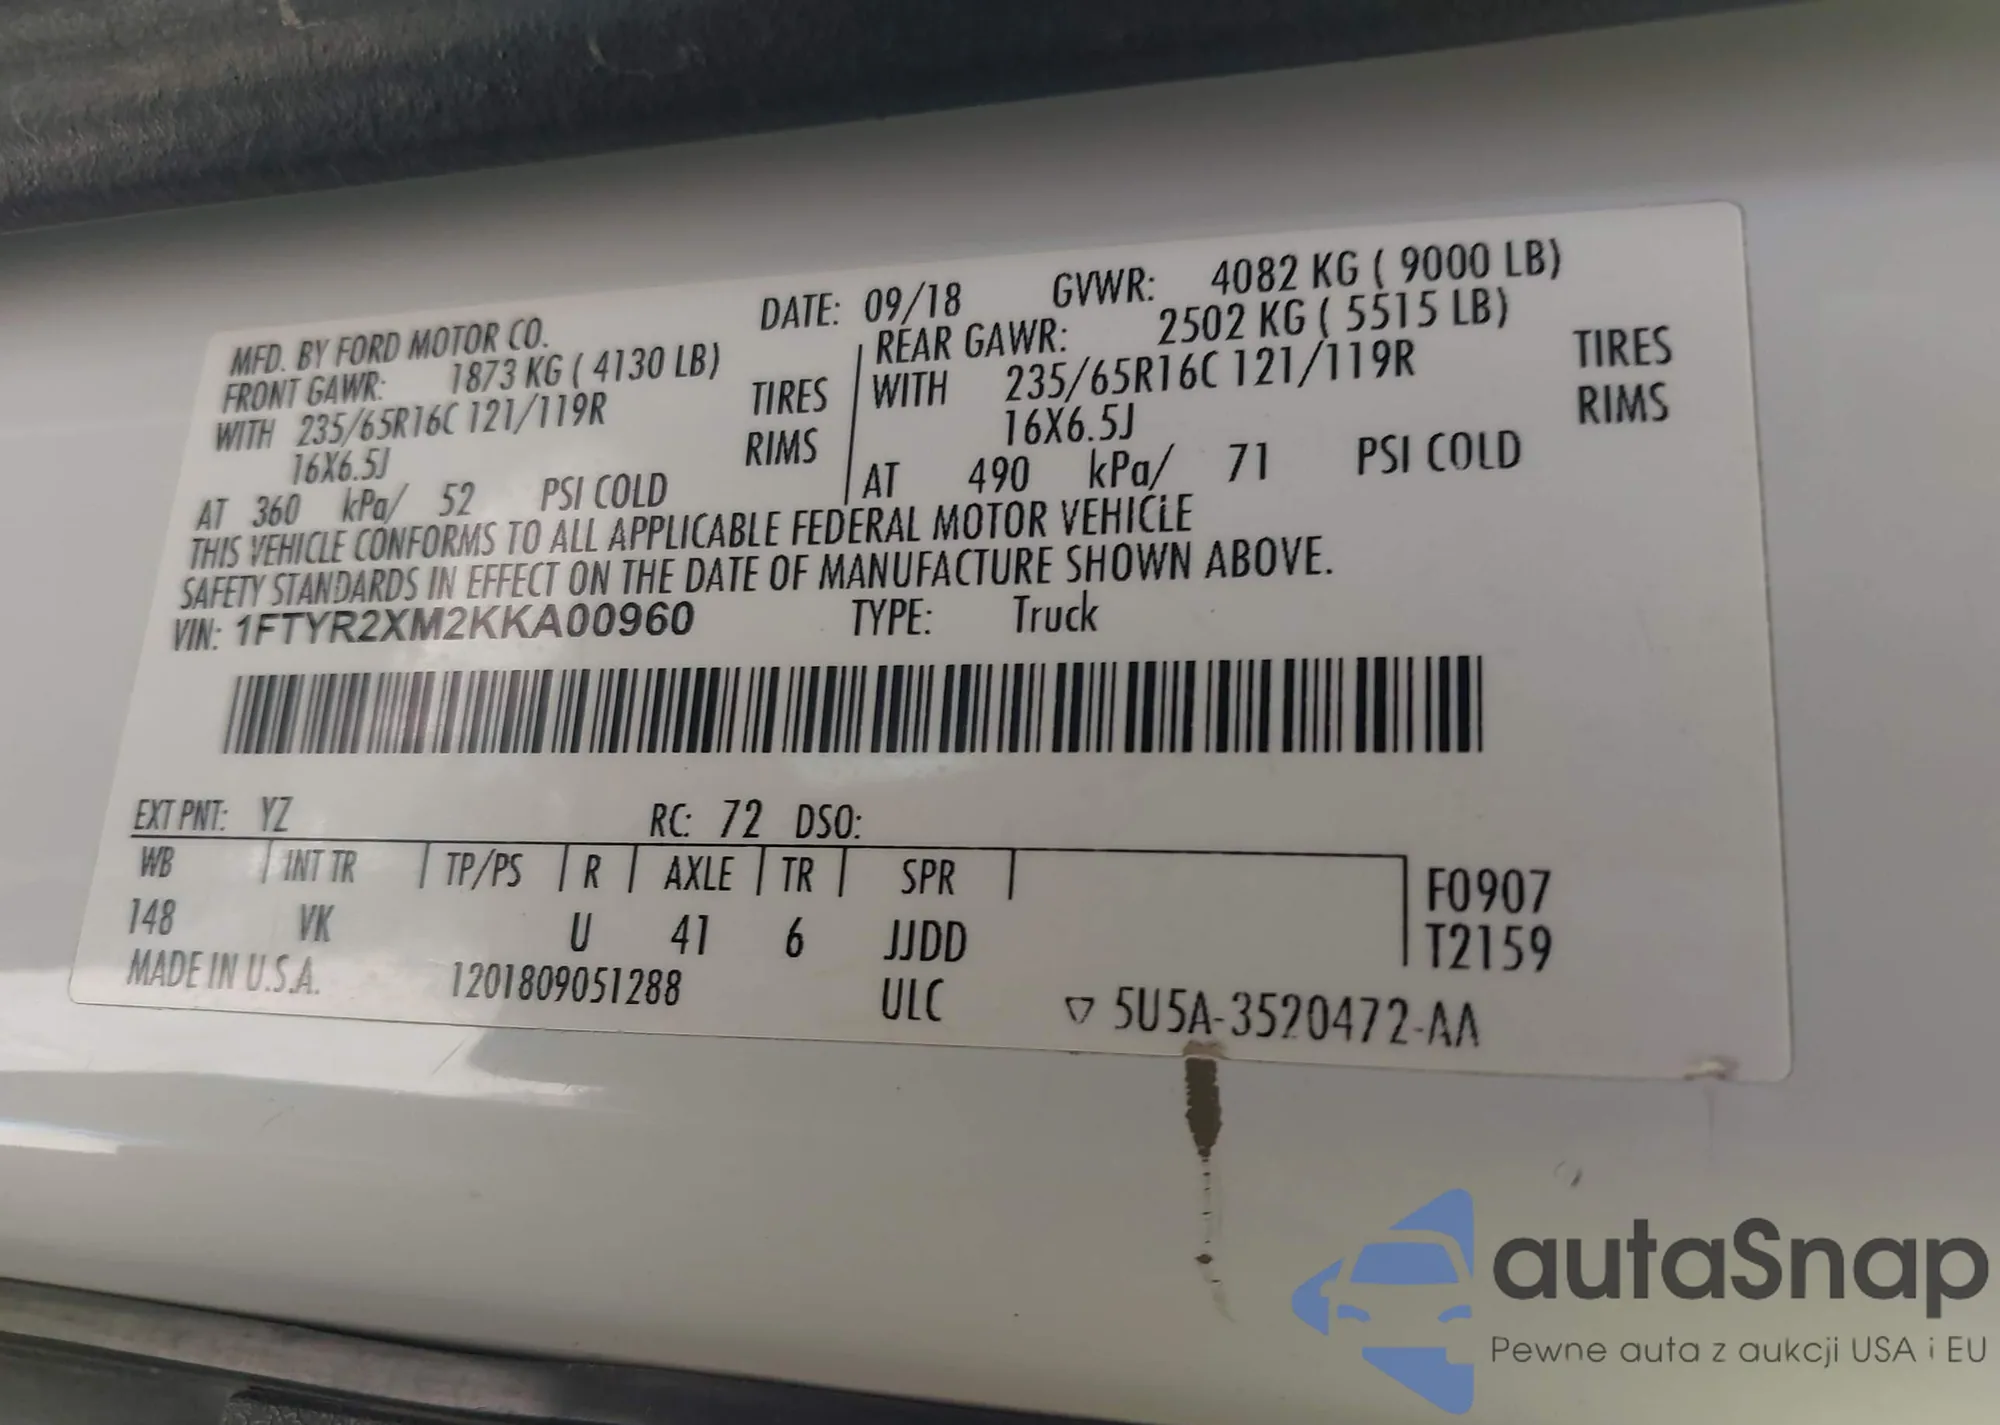 DATE: 09/18 GVWR: 4082 KG ( 9000 LB)
MFD. BY FORD MOTOR CO.
FRONT GAWR: 1873 KG ( 4130 LB)
WITH 235/65R16C 121/119R TIRES
16X6.5J RIMS
AT 360 kPa/ 52 PSI COLD
REAR GAWR: 2502 KG ( 5515 LB)
WITH 235/65R16C 121/119R TIRES
16X6.5J RIMS
AT 490 kPa/ 71 PSI COLD
THIS VEHICLE CONFORMS TO ALL APPLICABLE FEDERAL MOTOR VEHICLE
SAFETY STANDARDS IN EFFECT ON THE DATE OF MANUFACTURE SHOWN ABOVE.
VIN: 1FTYR2XM2KKA00960 TYPE: Truck
EXT PNT: YZ RC: 72 DSO:
WB INT TR TP/PS R AXLE TR SPR
148 VK U 41 6 JJDD
F0907
T2159
MADE IN U.S.A. 1201809051288 ULC ▽ 5U5A-3520472-AA
autaSnap
Pewne auta z aukcji USA i EU